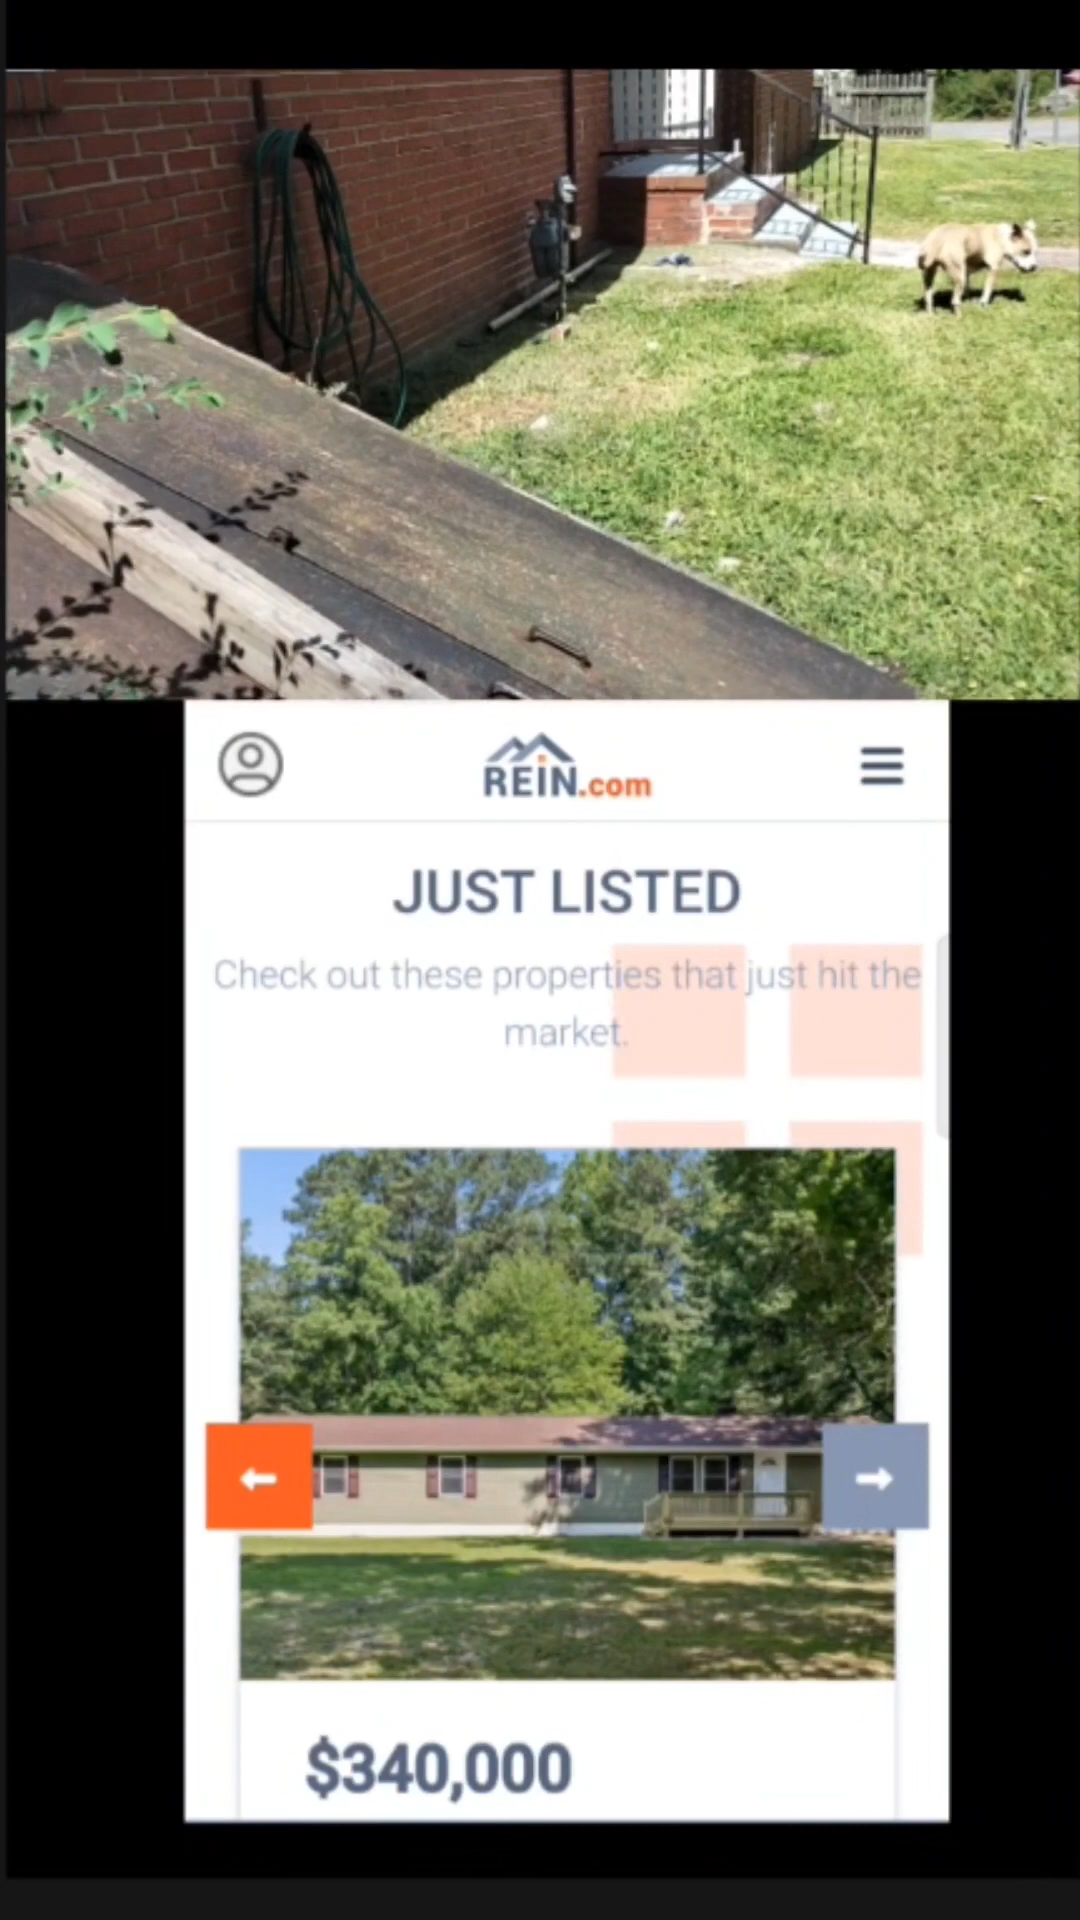 REIN.com
JUST LISTED
Check out these properties that just hit the
market.
$340,000